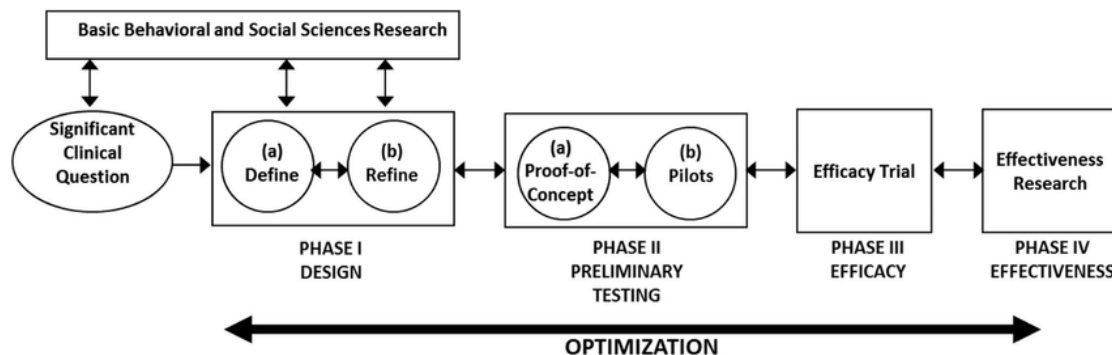 Basic Behavioral and Social Sciences Research
Significant
Clinical
Question
(a)
Define
(b)
Refine
(a)
Proof-of-
Concept
(b)
Pilots
Efficacy Trial
Effectiveness
Research
PHASE I
DESIGN
PHASE II
PRELIMINARY
TESTING
PHASE III
EFFICACY
PHASE IV
EFFECTIVENESS
OPTIMIZATION